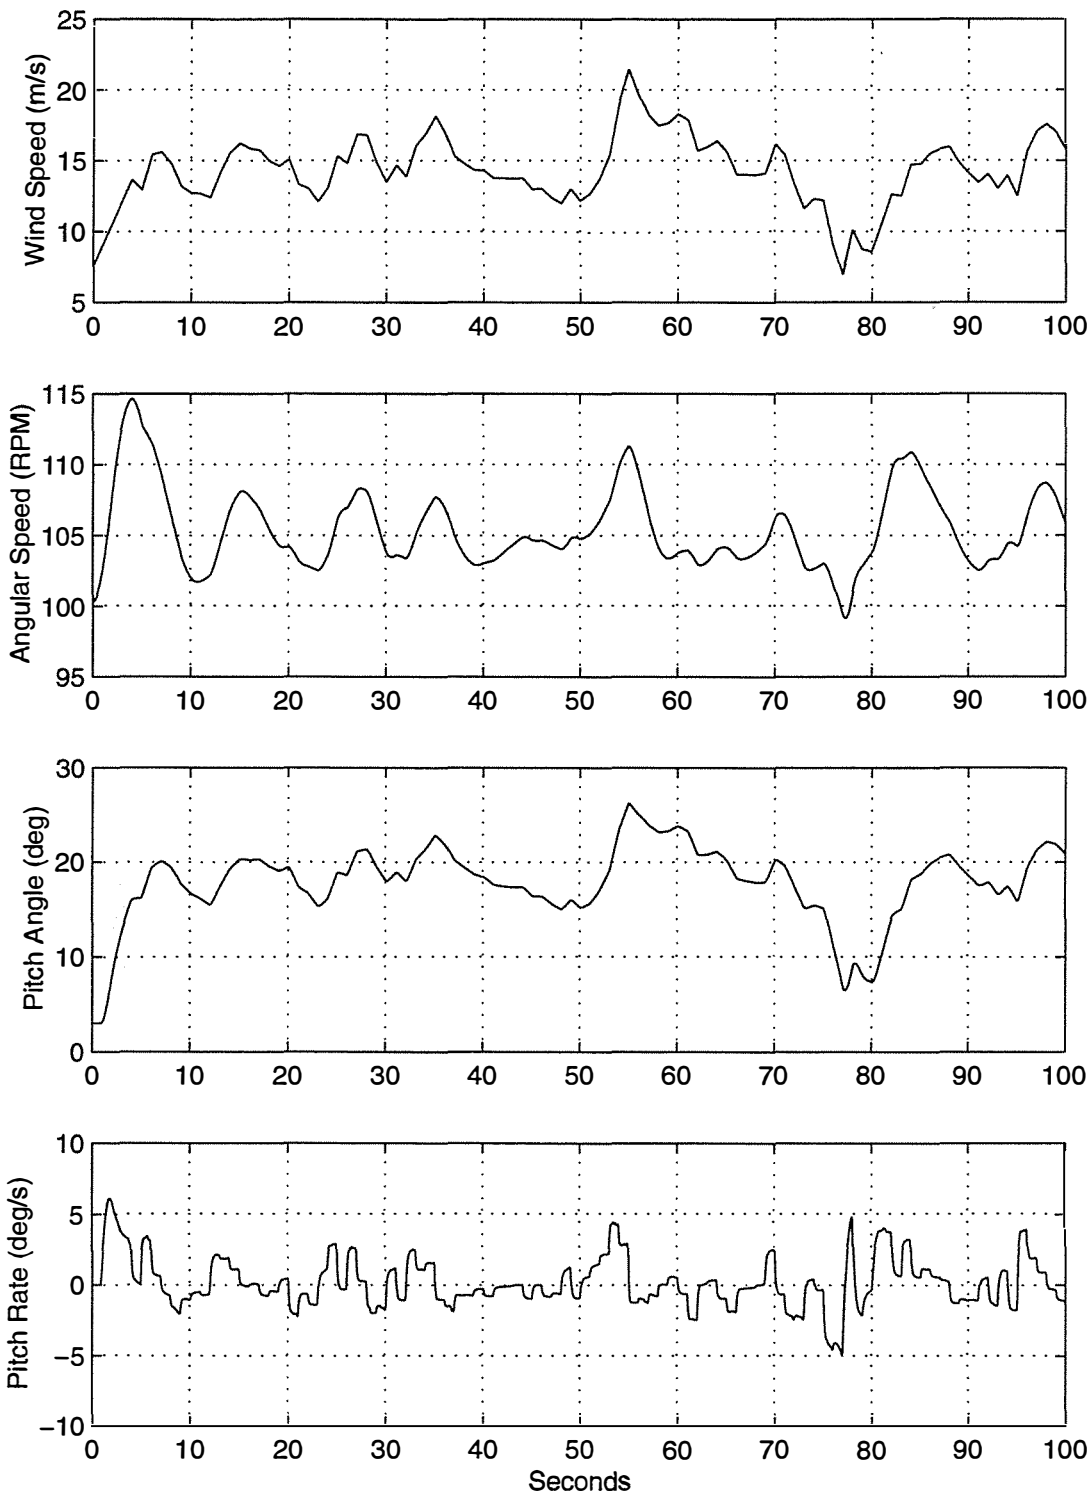 25
20
15
10
5
Wind Speed (m/s)
0 10 20 30 40 50 60 70 80 90 100
115
110
105
100
95
Angular Speed (RPM)
0 10 20 30 40 50 60 70 80 90 100
30
20
10
0
Pitch Angle (deg)
0 10 20 30 40 50 60 70 80 90 100
10
5
0
−5
−10
Pitch Rate (deg/s)
0 10 20 30 40 50 60 70 80 90 100
Seconds